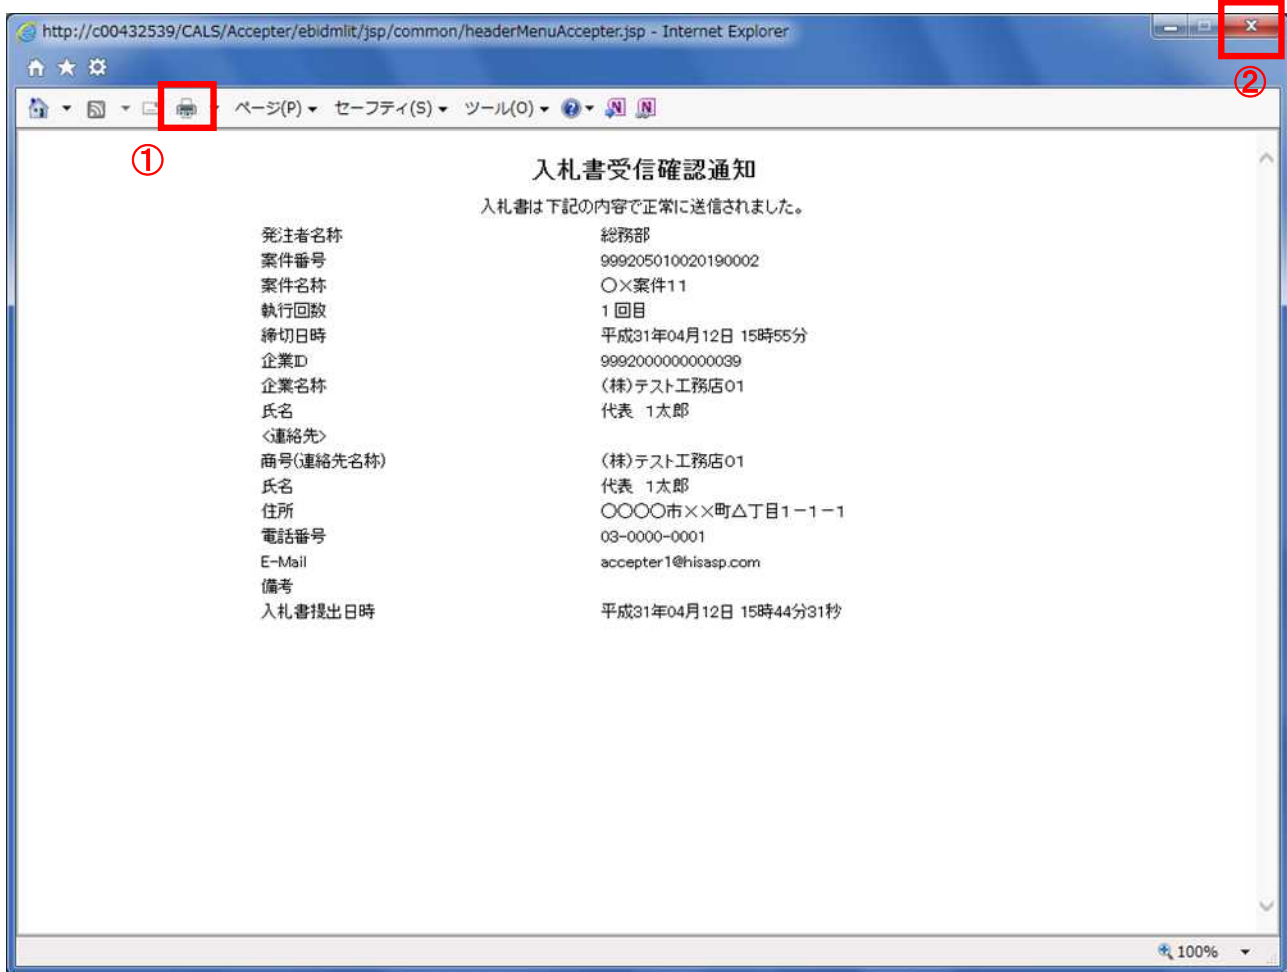 http://c00432539/CALS/Accepter/ebidmlit/jsp/common/headerMenuAccepter.jsp - Internet Explorer
②
ページ(P) セーフティ(S) ツール(O)
①
入札書受信確認通知
入札書は下記の内容で正常に送信されました。
発注者名称 総務部
案件番号 999205010020190002
案件名称 〇×案件11
執行回数 1回目
締切日時 平成31年04月12日 15時55分
企業ID 9992000000000039
企業名称 (株)テスト工務店01
氏名 代表 1太郎
<連絡先>
商号(連絡先名称) (株)テスト工務店01
氏名 代表 1太郎
住所 〇〇〇〇市××町△丁目1-1-1
電話番号 03-0000-0001
E-Mail accepter1@hisasp.com
備考
入札書提出日時 平成31年04月12日 15時44分31秒
100%